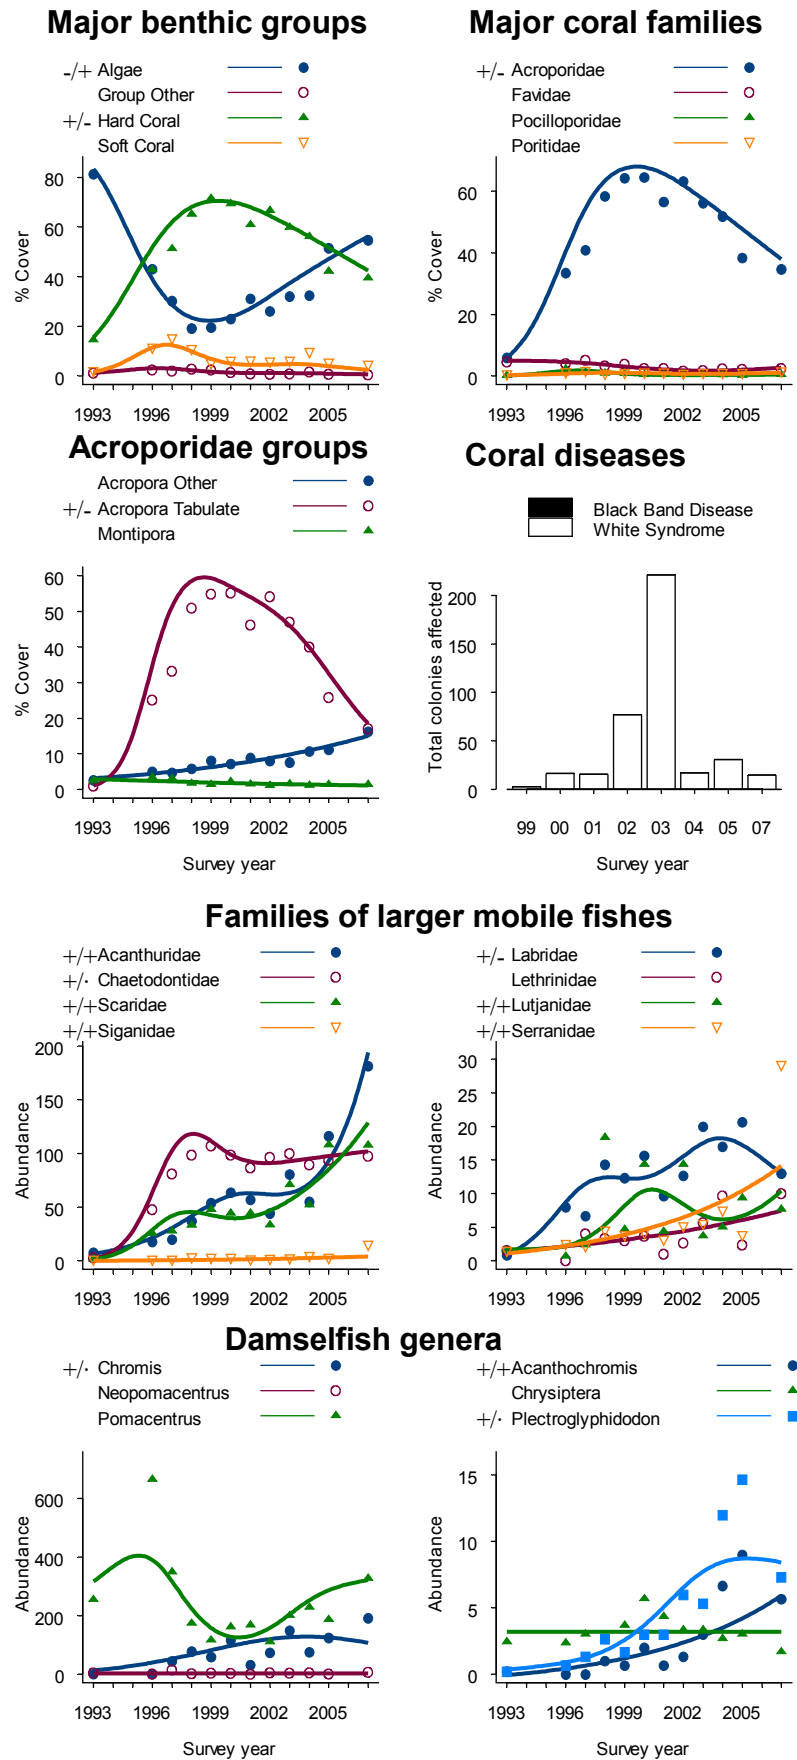 Major benthic groups
-/+ Algae
Group Other
+/- Hard Coral
Soft Coral
80
60
40
20
0
% Cover
1993 1996 1999 2002 2005
Major coral families
+/- Acroporidae
Favidae
Pocilloporidae
Poritidae
60
40
20
0
% Cover
1993 1996 1999 2002 2005
Acroporidae groups
Acropora Other
+/- Acropora Tabulate
Montipora
60
50
40
30
20
10
0
% Cover
1993 1996 1999 2002 2005
Survey year
Coral diseases
Black Band Disease
White Syndrome
200
150
100
50
0
Total colonies affected
99 00 01 02 03 04 05 07
Survey year
Families of larger mobile fishes
+/+ Acanthuridae
+/· Chaetodontidae
+/+ Scaridae
+/+ Siganidae
200
150
100
50
0
Abundance
1993 1996 1999 2002 2005
+/- Labridae
Lethrinidae
+/+ Lutjanidae
+/+ Serranidae
30
25
20
15
10
5
0
Abundance
1993 1996 1999 2002 2005
Damselfish genera
+/· Chromis
Neopomacentrus
Pomacentrus
600
400
200
0
Abundance
1993 1996 1999 2002 2005
Survey year
+/+ Acanthochromis
Chrysiptera
+/· Plectroglyphidodon
15
10
5
0
Abundance
1993 1996 1999 2002 2005
Survey year